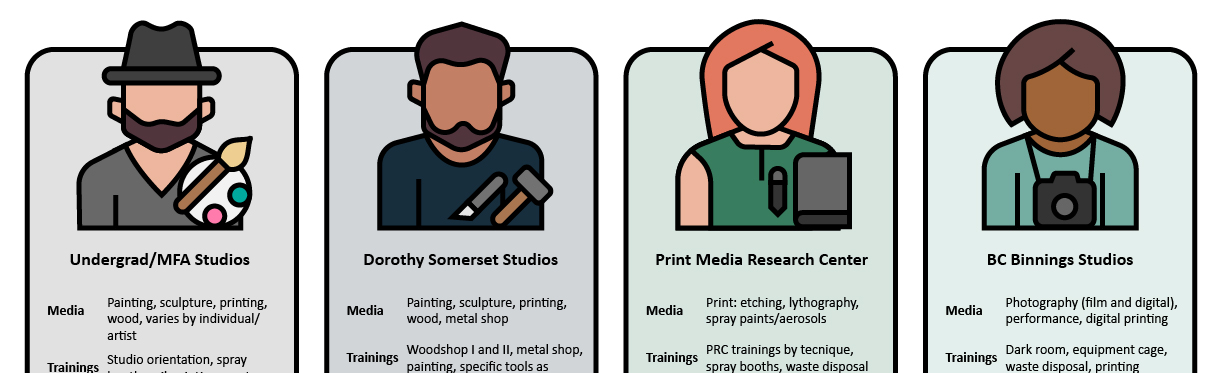 Undergrad/MFA Studios
Media
Painting, sculpture, printing,
wood, varies by individual/
artist
Trainings
Studio orientation, spray
Dorothy Somerset Studios
Media
Painting, sculpture, printing,
wood, metal shop
Trainings
Woodshop I and II, metal shop,
painting, specific tools as
Print Media Research Center
Media
Print: etching, lythography,
spray paints/aerosols
Trainings
PRC trainings by tecnique,
spray booths, waste disposal
BC Binnings Studios
Media
Photography (film and digital),
performance, digital printing
Trainings
Dark room, equipment cage,
waste disposal, printing